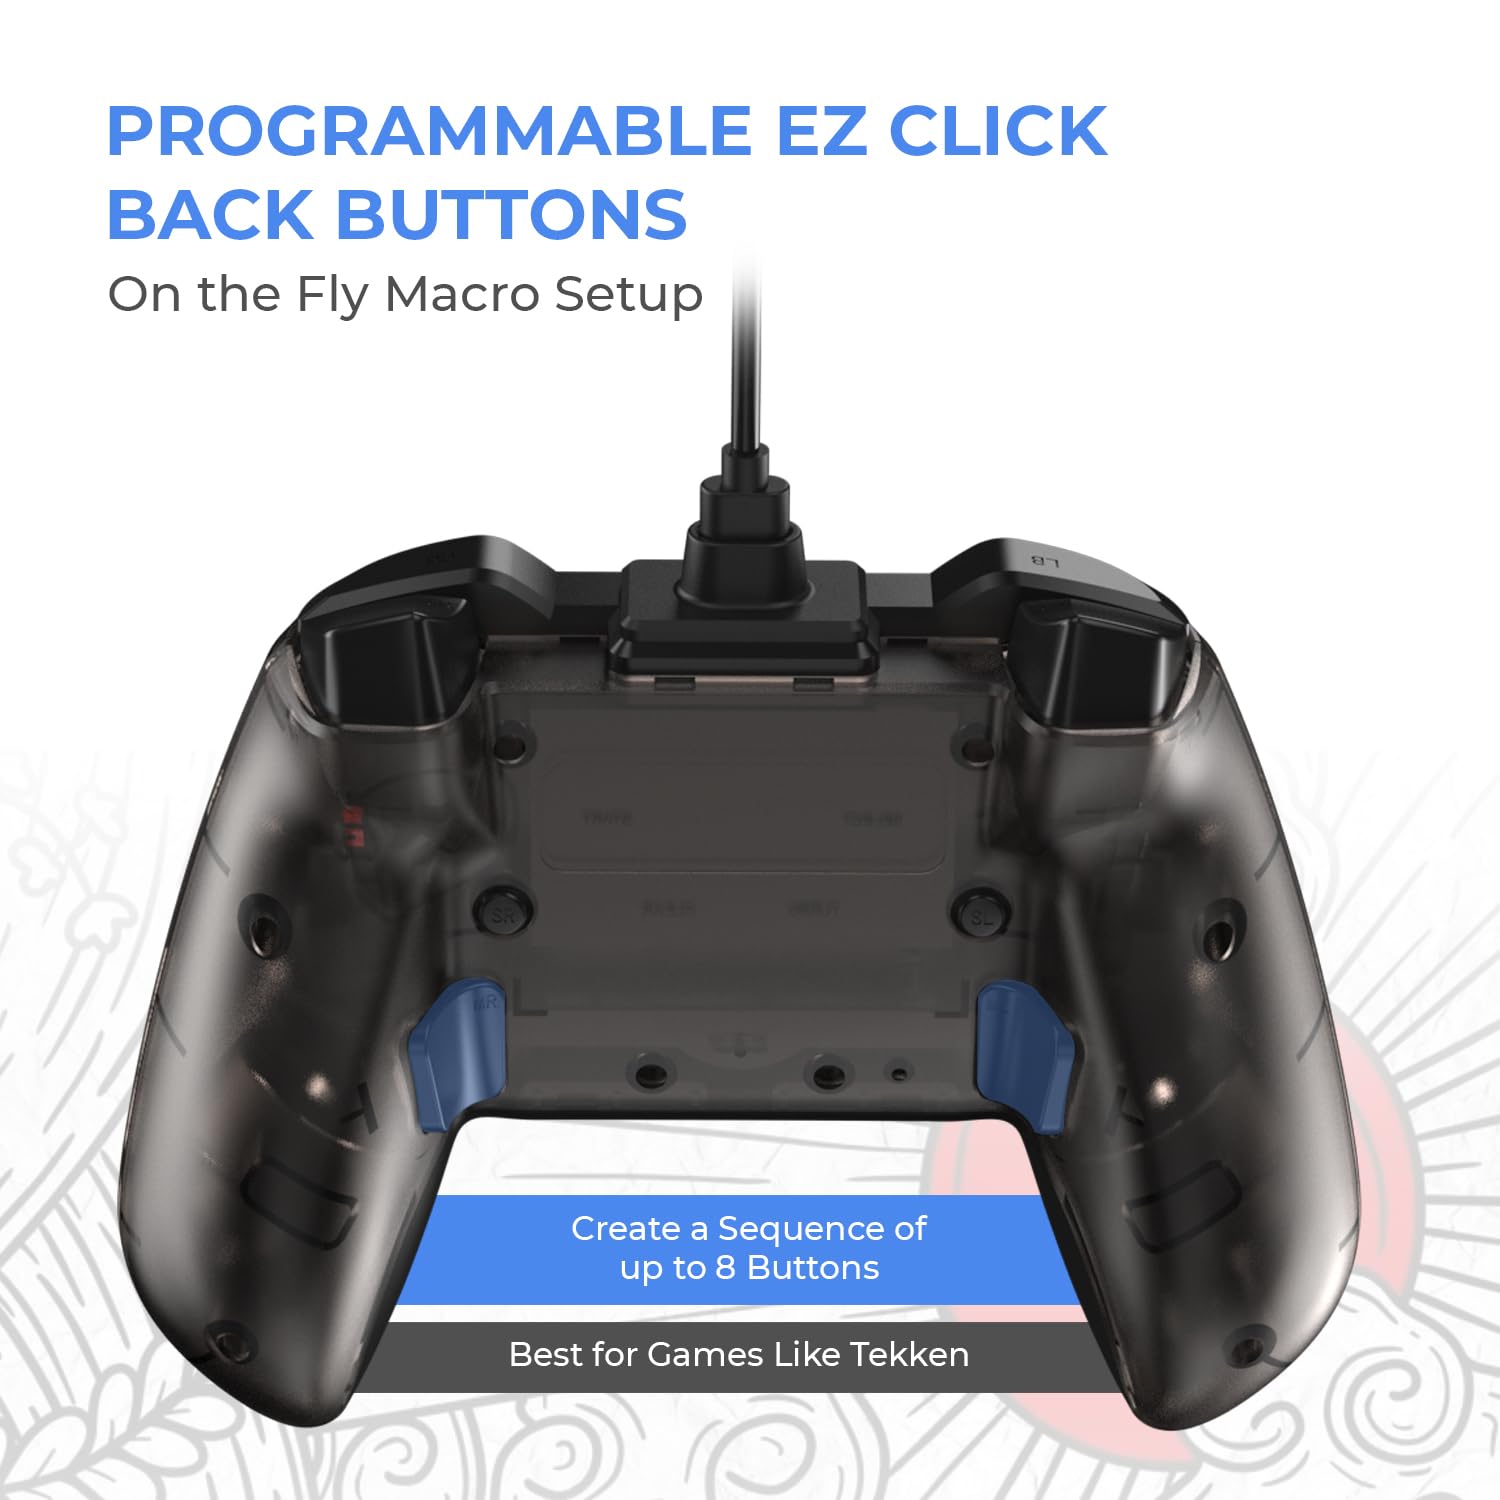 PROGRAMMABLE EZ CLICK
BACK BUTTONS
On the Fly Macro Setup
LB
SR
SL
Create a Sequence of
up to 8 Buttons
Best for Games Like Tekken